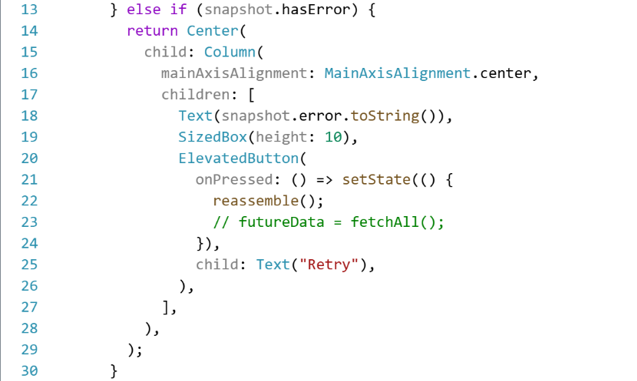 13 } else if (snapshot.hasError) {
14 return Center(
15 child: Column(
16 mainAxisAlignment: MainAxisAlignment.center,
17 children: [
18 Text(snapshot.error.toString()),
19 SizedBox(height: 10),
20 ElevatedButton(
21 onPressed: () => setState(() {
22 reassemble();
23 // futureData = fetchAll();
24 }),
25 child: Text("Retry"),
26 ),
27 ],
28 ),
29 );
30 }